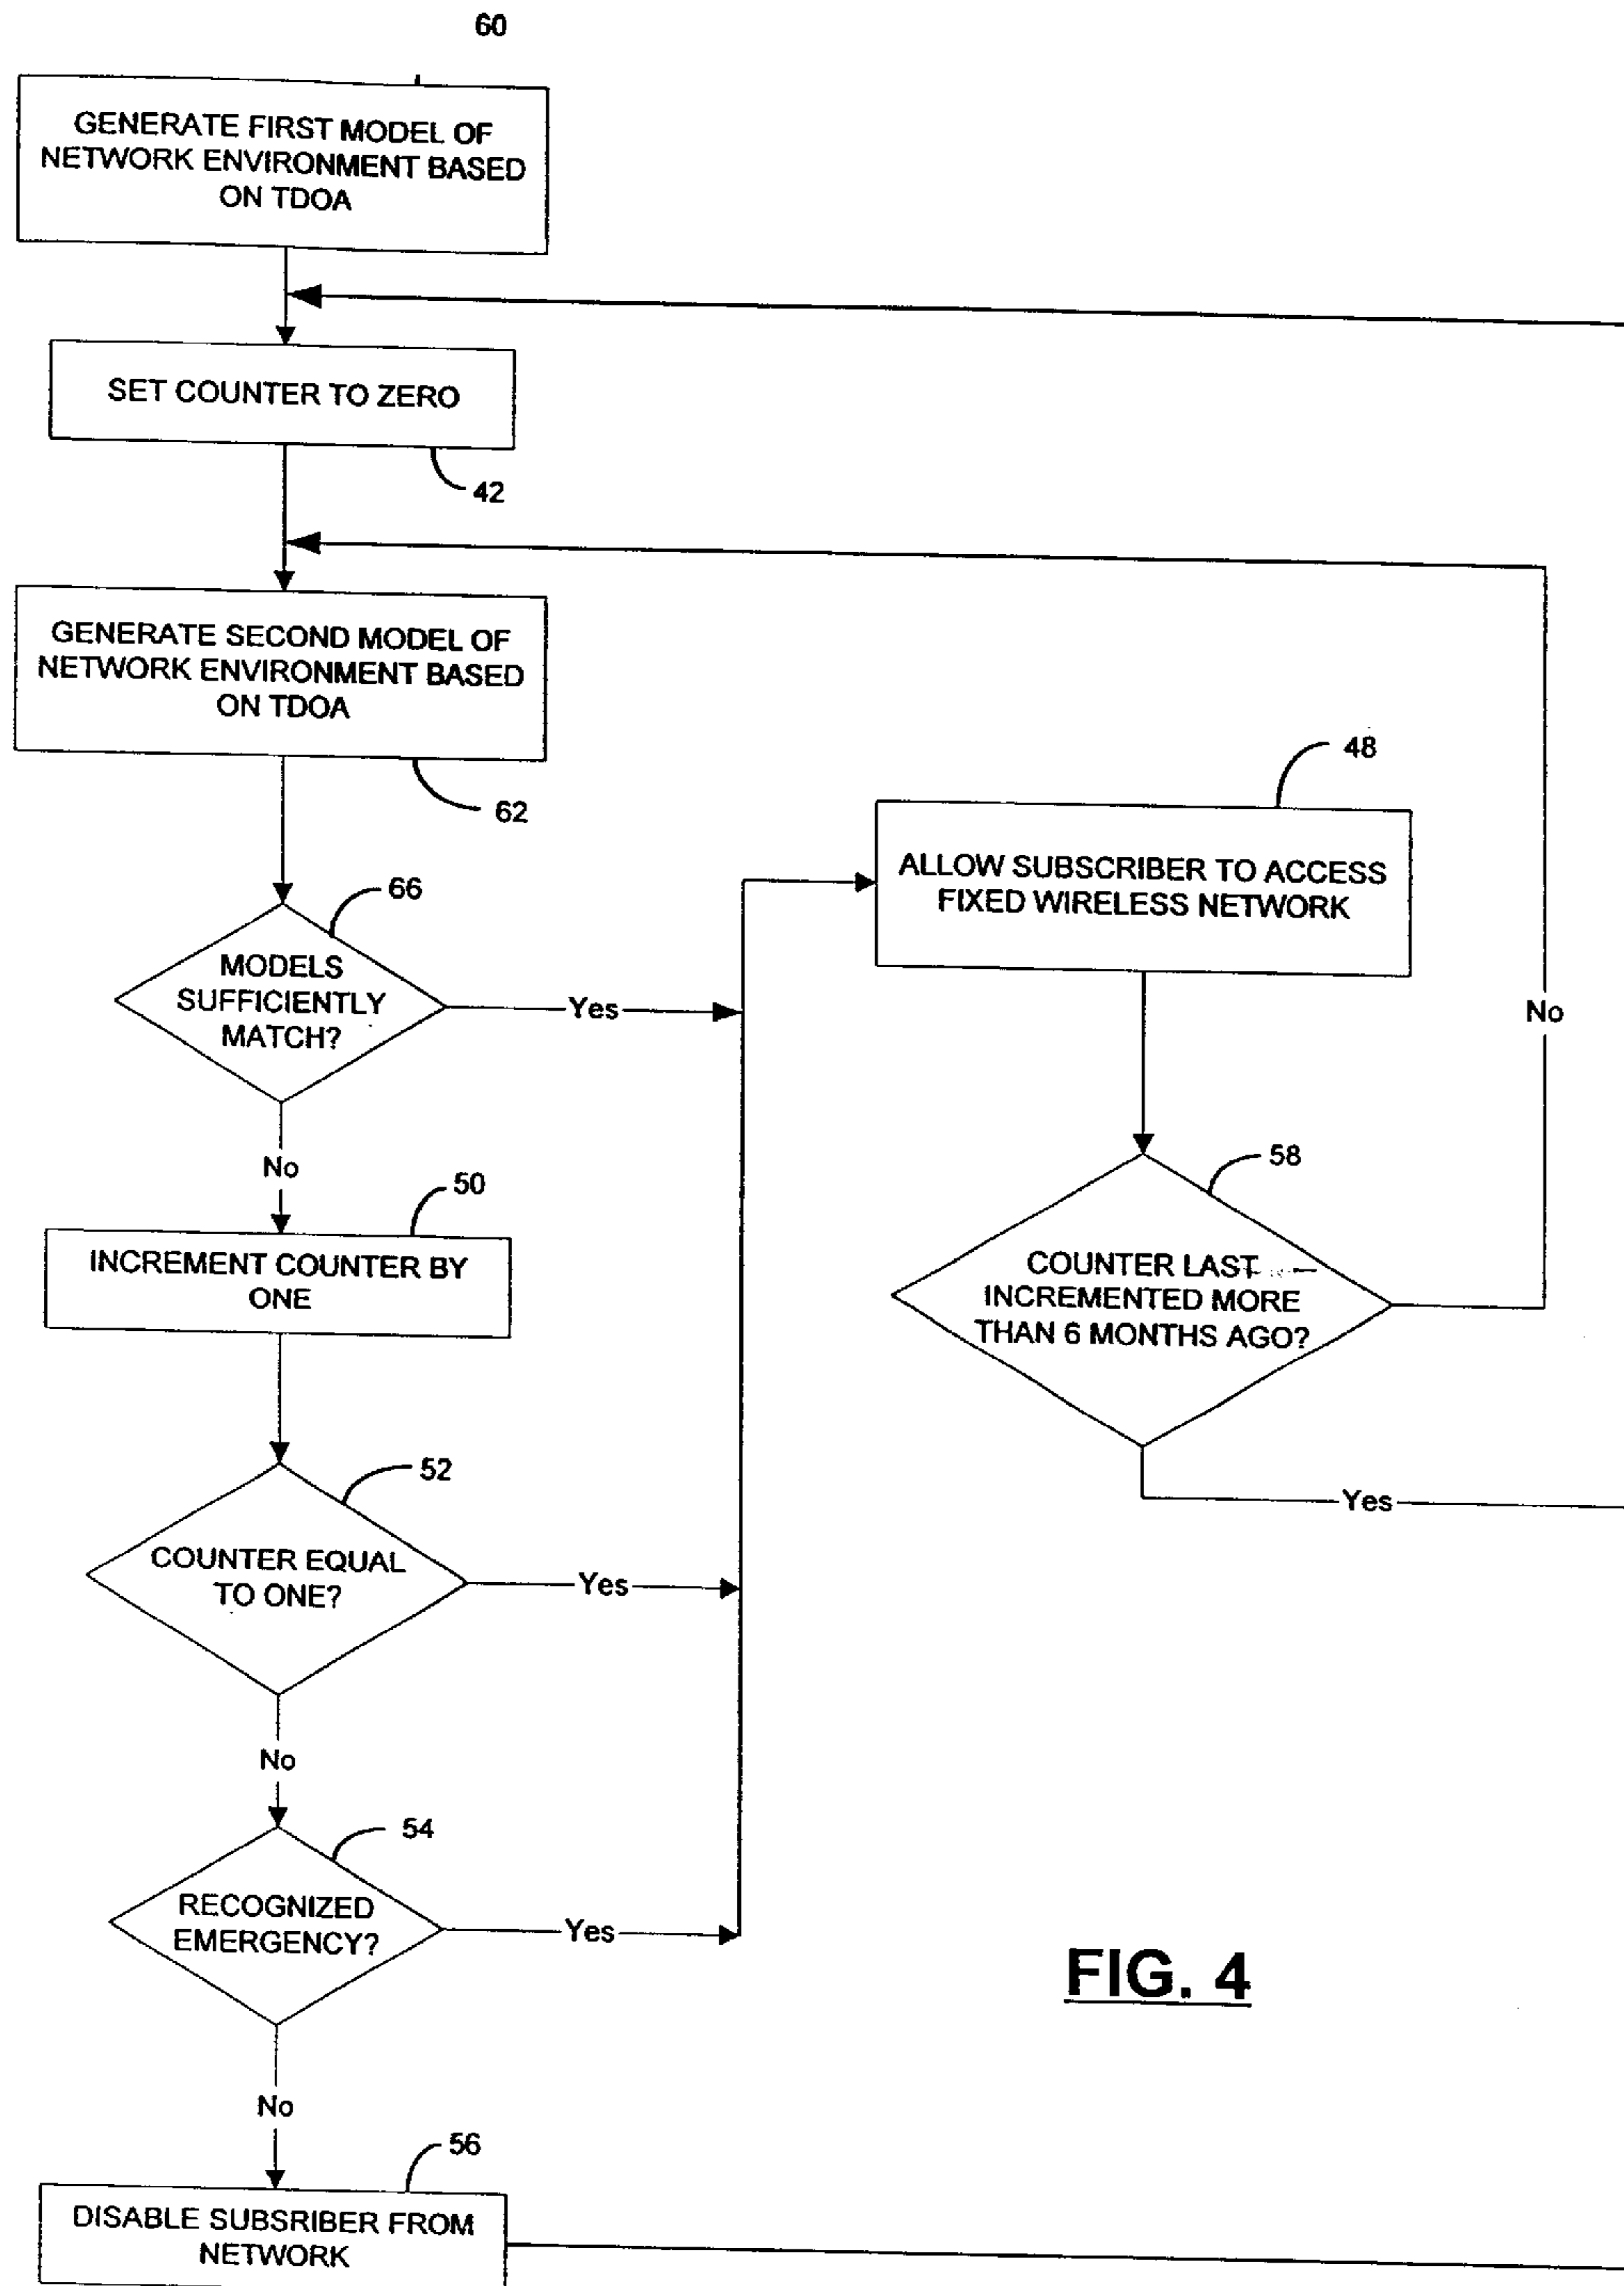 60
GENERATE FIRST MODEL OF
NETWORK ENVIRONMENT BASED
ON TDOA
SET COUNTER TO ZERO
42
GENERATE SECOND MODEL OF
NETWORK ENVIRONMENT BASED
ON TDOA
62
48
ALLOW SUBSCRIBER TO ACCESS
FIXED WIRELESS NETWORK
66
MODELS
SUFFICIENTLY
MATCH?
Yes
No
No
50
INCREMENT COUNTER BY
ONE
58
COUNTER LAST
INCREMENTED MORE
THAN 6 MONTHS AGO?
Yes
52
COUNTER EQUAL
TO ONE?
Yes
No
54
RECOGNIZED
EMERGENCY?
Yes
No
FIG. 4
56
DISABLE SUBSRIBER FROM
NETWORK